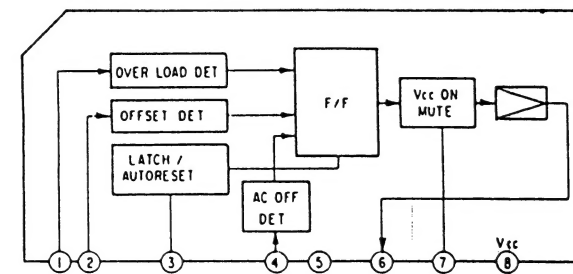 OVER LOAD DET
OFFSET DET
LATCH /
AUTORESET
AC OFF
DET
F/F
Vcc ON
MUTE
1 2 3 4 5 6 7 8
Vcc